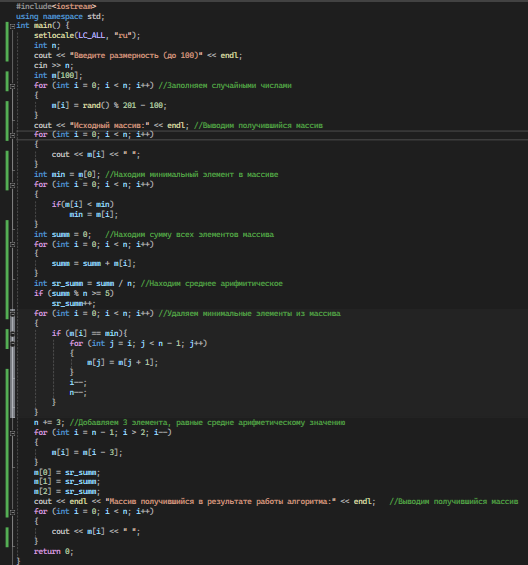 #include<iostream>
using namespace std;
int main() {
setlocale(LC_ALL, "ru");
int n;
cout << "Введите размерность (до 100)" << endl;
cin >> n;
int m[100];
for (int i = 0; i < n; i++) //Заполняем случайными числами
{
m[i] = rand() % 201 - 100;
}
cout << "Исходный массив:" << endl; //Выводим получившийся массив
for (int i = 0; i < n; i++)
{
cout << m[i] << " ";
}
int min = m[0]; //Находим минимальный элемент в массиве
for (int i = 0; i < n; i++)
{
if(m[i] < min)
min = m[i];
}
int summ = 0; //Находим сумму всех элементов массива
for (int i = 0; i < n; i++)
{
summ = summ + m[i];
}
int sr_summ = summ / n; //Находим среднее арифмитическое
if (summ % n >= 5)
sr_summ++;
for (int i = 0; i < n; i++) //Удаляем минимальные элементы из массива
{
if (m[i] == min){
for (int j = i; j < n - 1; j++)
{
m[j] = m[j + 1];
}
i--;
n--;
}
}
n += 3; //Добавляем 3 элемента, равные средне арифметическому значению
for (int i = n - 1; i > 2; i--)
{
m[i] = m[i - 3];
}
m[0] = sr_summ;
m[1] = sr_summ;
m[2] = sr_summ;
cout << endl << "Массив получившийся в результате работы алгоритма:" << endl; //Выводим получившийся массив
for (int i = 0; i < n; i++)
{
cout << m[i] << " ";
}
return 0;
}